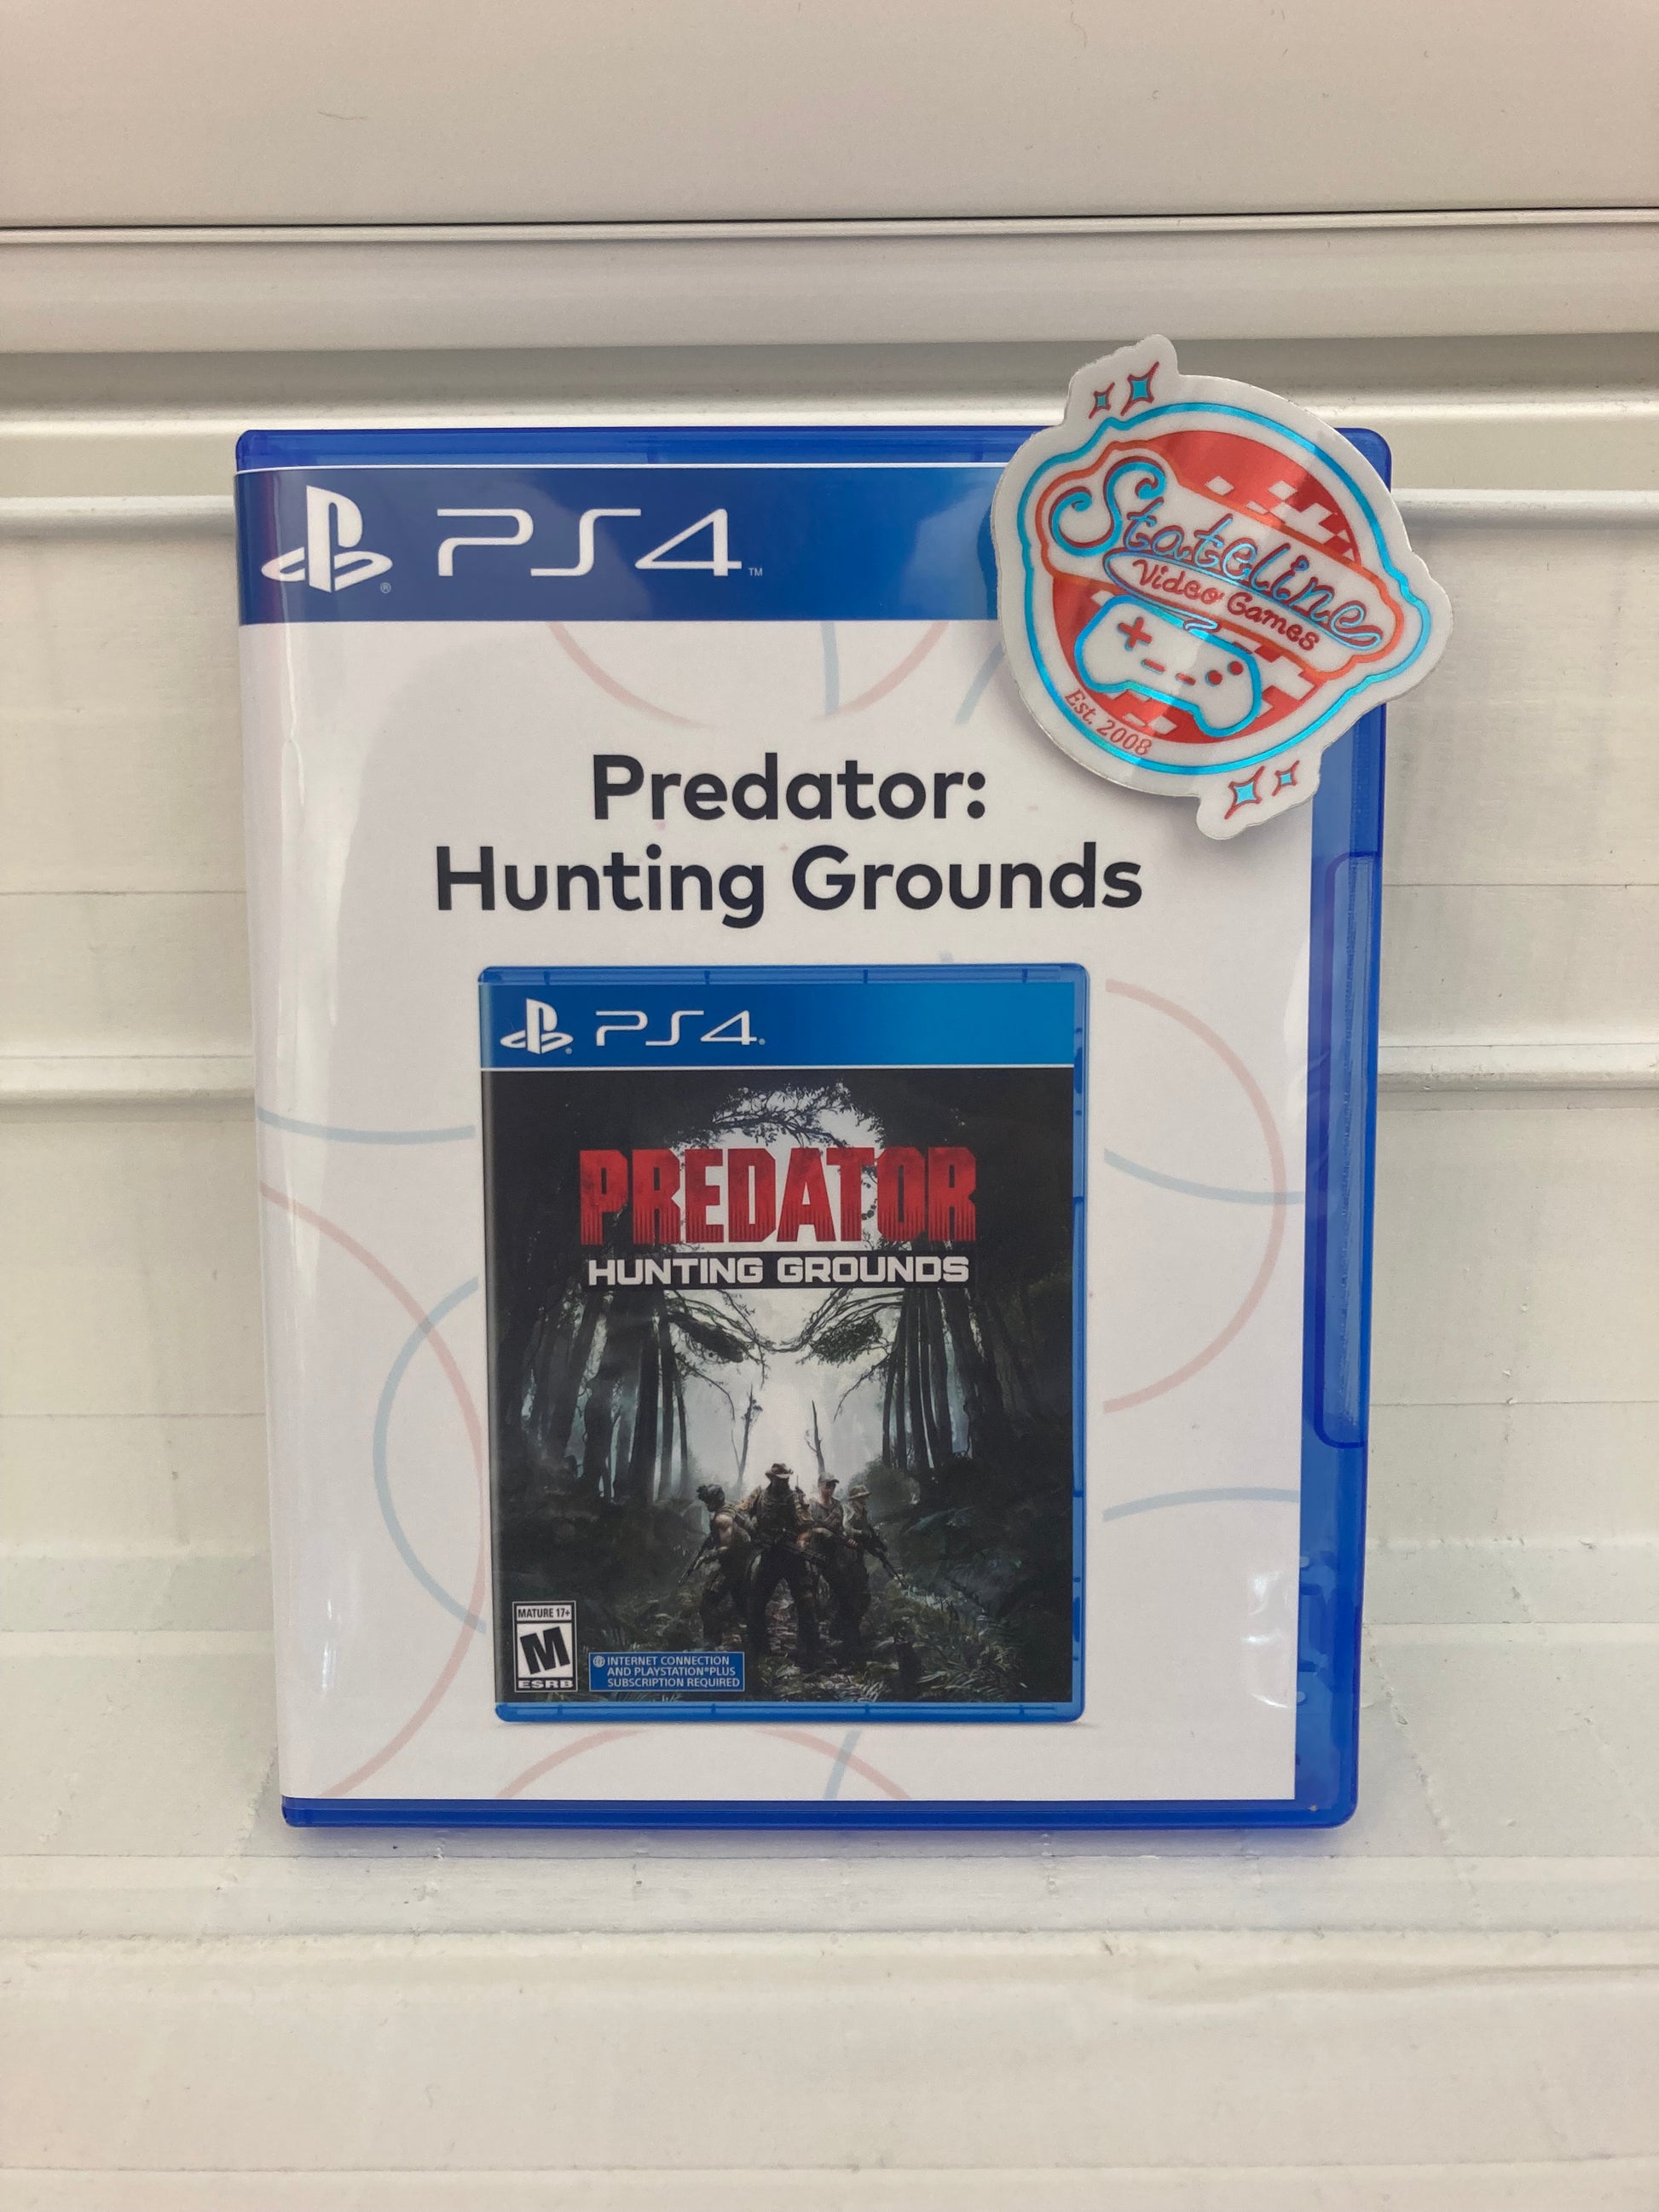 PS4™
Stateline
Video Games
Est. 2008
Predator:
Hunting Grounds
PS4®
PREDATOR
HUNTING GROUNDS
MATURE 17+
M
ESRB
INTERNET CONNECTION
AND PLAYSTATION®PLUS
SUBSCRIPTION REQUIRED